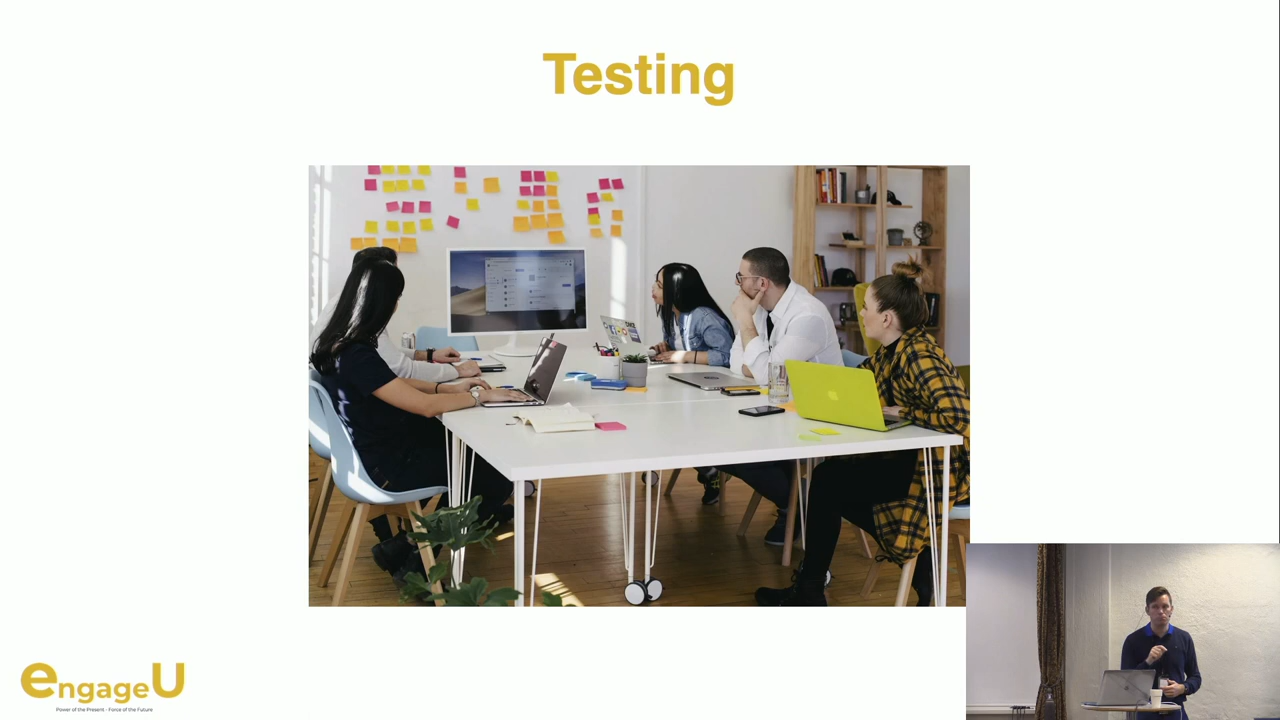 Testing
engageU
Power of the Present - Force of the Future